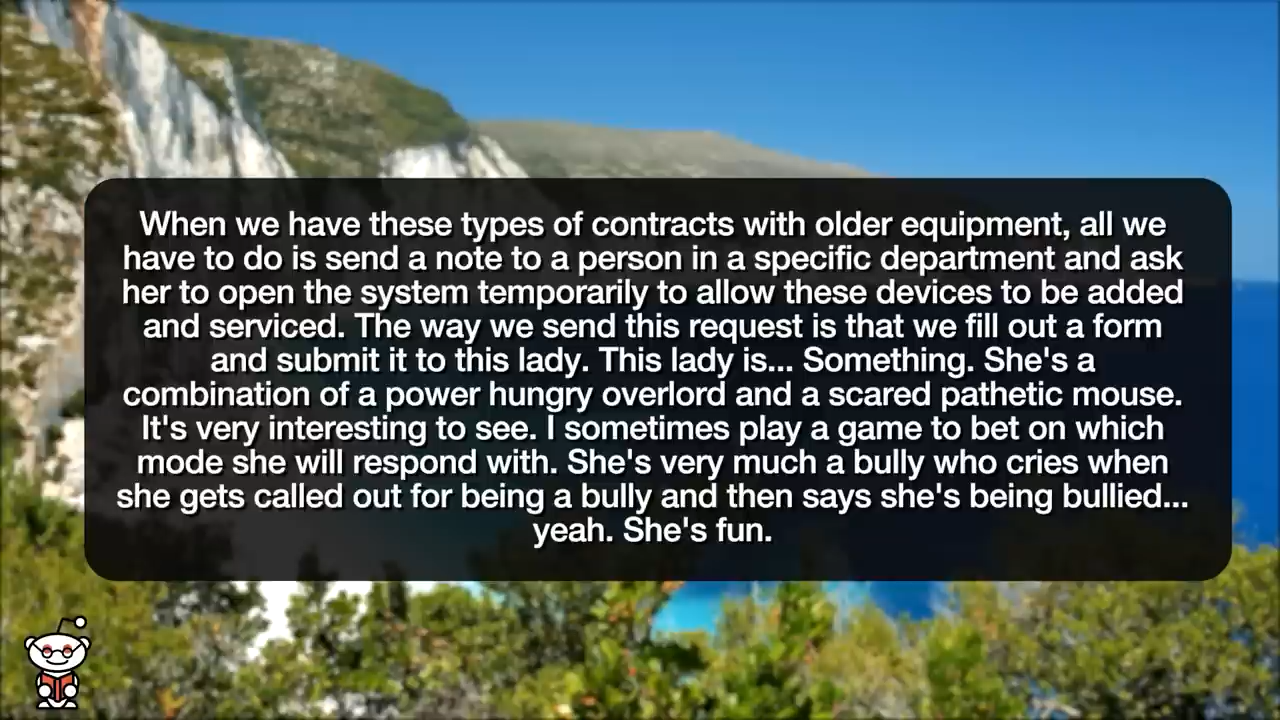 When we have these types of contracts with older equipment, all we
have to do is send a note to a person in a specific department and ask
her to open the system temporarily to allow these devices to be added
and serviced. The way we send this request is that we fill out a form
and submit it to this lady. This lady is... Something. She's a
combination of a power hungry overlord and a scared pathetic mouse.
It's very interesting to see. I sometimes play a game to bet on which
mode she will respond with. She's very much a bully who cries when
she gets called out for being a bully and then says she's being bullied...
yeah. She's fun.